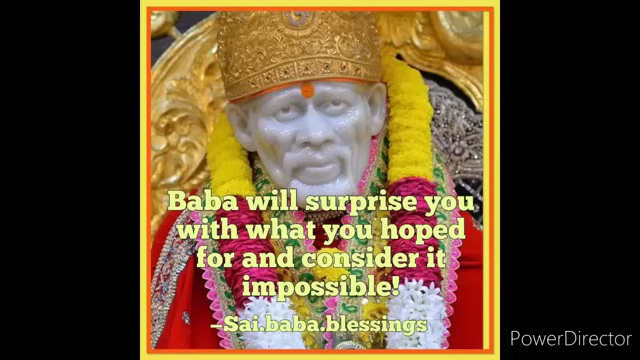 Baba will surprise you
with what you hoped
for and consider it
impossible!
—Sai.baba.blessings
PowerDirector